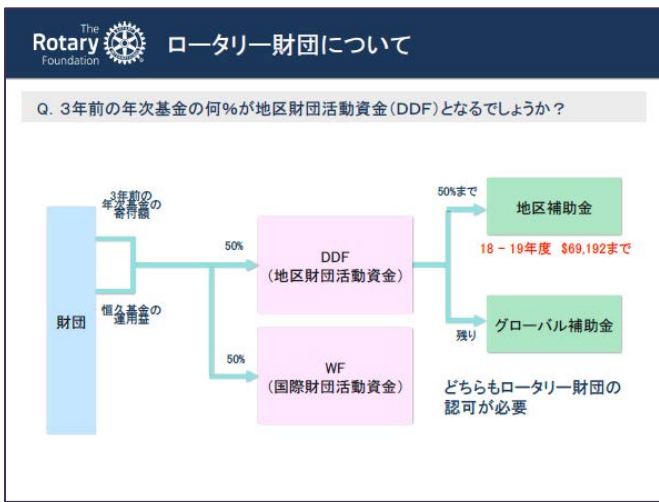 The
Rotary
Foundation
ロータリー財団について
Q. 3年前の年次基金の何%が地区財団活動資金(DDF)となるでしょうか？
3年前の
年次基金の
寄付額
恒久基金の
運用益
財団
50%
DDF
(地区財団活動資金)
50%
WF
(国際財団活動資金)
50%まで
地区補助金
18 - 19年度 $69,192まで
残り
グローバル補助金
どちらもロータリー財団の
認可が必要